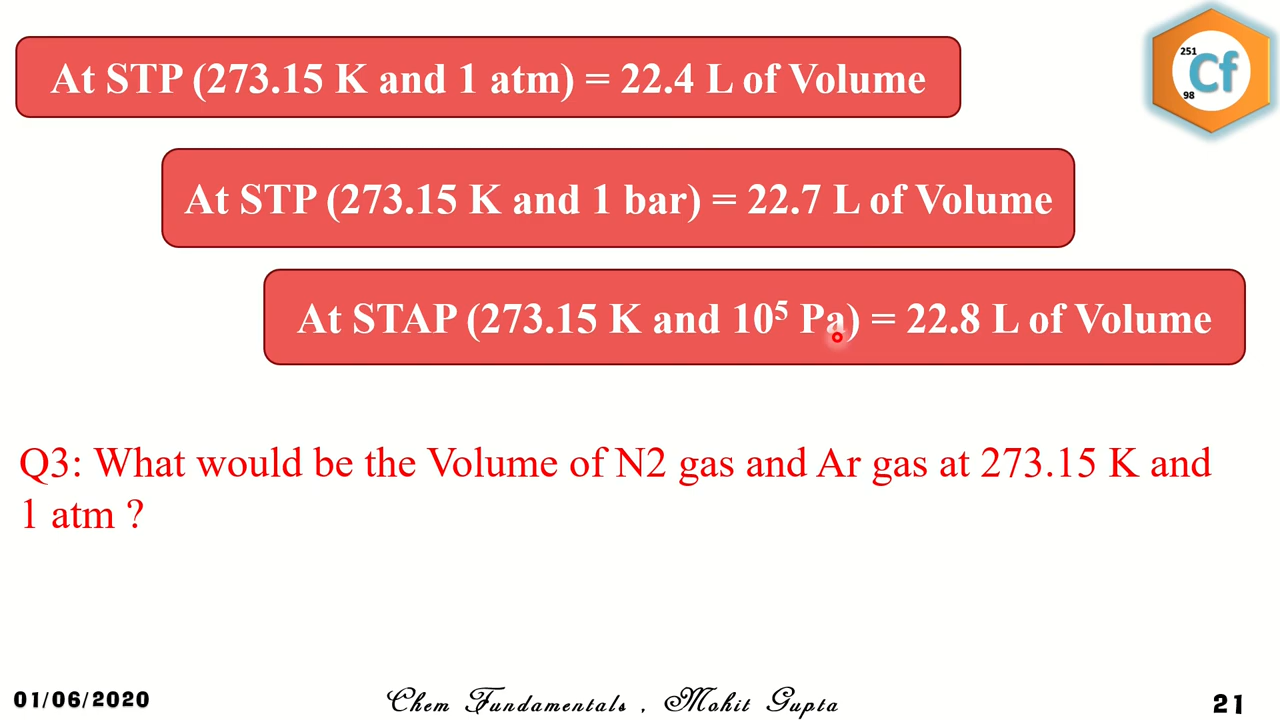 At STP (273.15 K and 1 atm) = 22.4 L of Volume
251
Cf
98
At STP (273.15 K and 1 bar) = 22.7 L of Volume
At STAP (273.15 K and 10⁵ Pa) = 22.8 L of Volume
Q3: What would be the Volume of N2 gas and Ar gas at 273.15 K and
1 atm ?
01/06/2020
Chem Fundamentals , Mohit Gupta
21